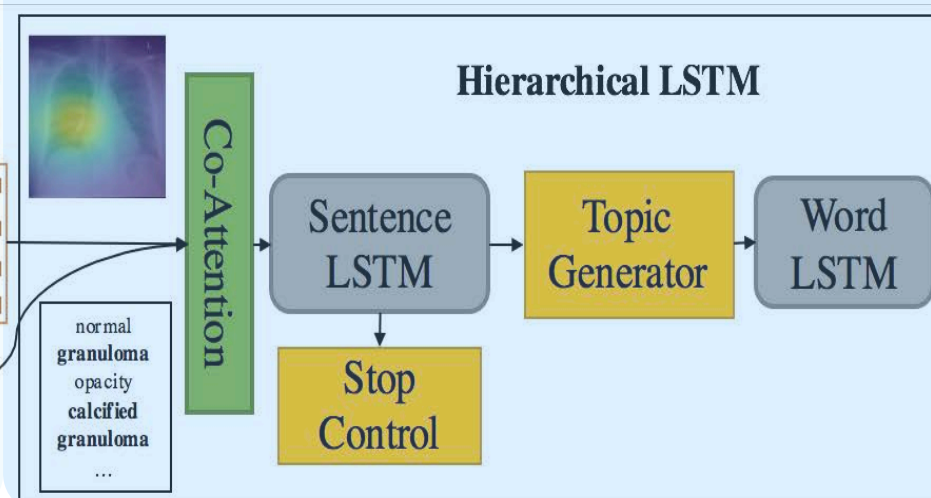 Hierarchical LSTM
Co-Attention
Sentence
LSTM
Topic
Generator
Word
LSTM
Stop
Control
normal
granuloma
opacity
calcified
granuloma
...